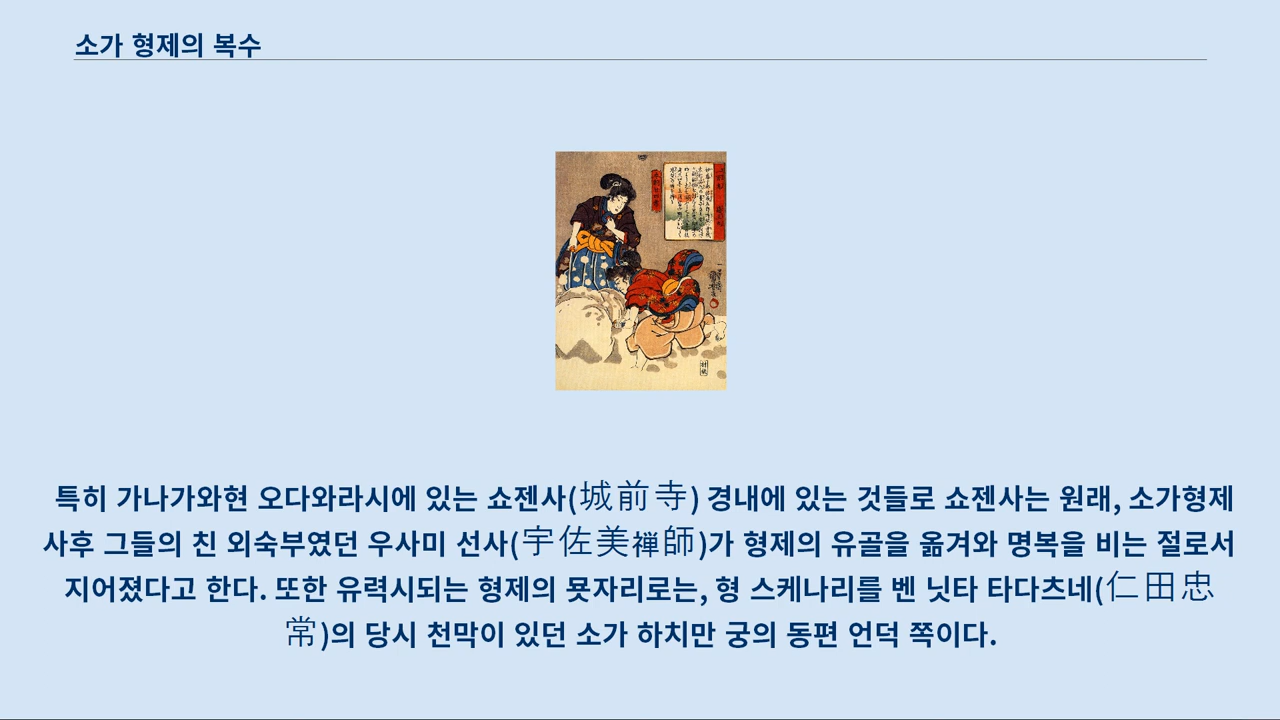 소가 형제의 복수
특히 가나가와현 오다와라시에 있는 쇼젠사(城前寺) 경내에 있는 것들로 쇼젠사는 원래, 소가형제
사후 그들의 친 외숙부였던 우사미 선사(宇佐美禅師)가 형제의 유골을 옮겨와 명복을 비는 절로서
지어졌다고 한다. 또한 유력시되는 형제의 묫자리로는, 형 스케나리를 벤 닛타 타다츠네(仁田忠
常)의 당시 천막이 있던 소가 하치만 궁의 동편 언덕 쪽이다.